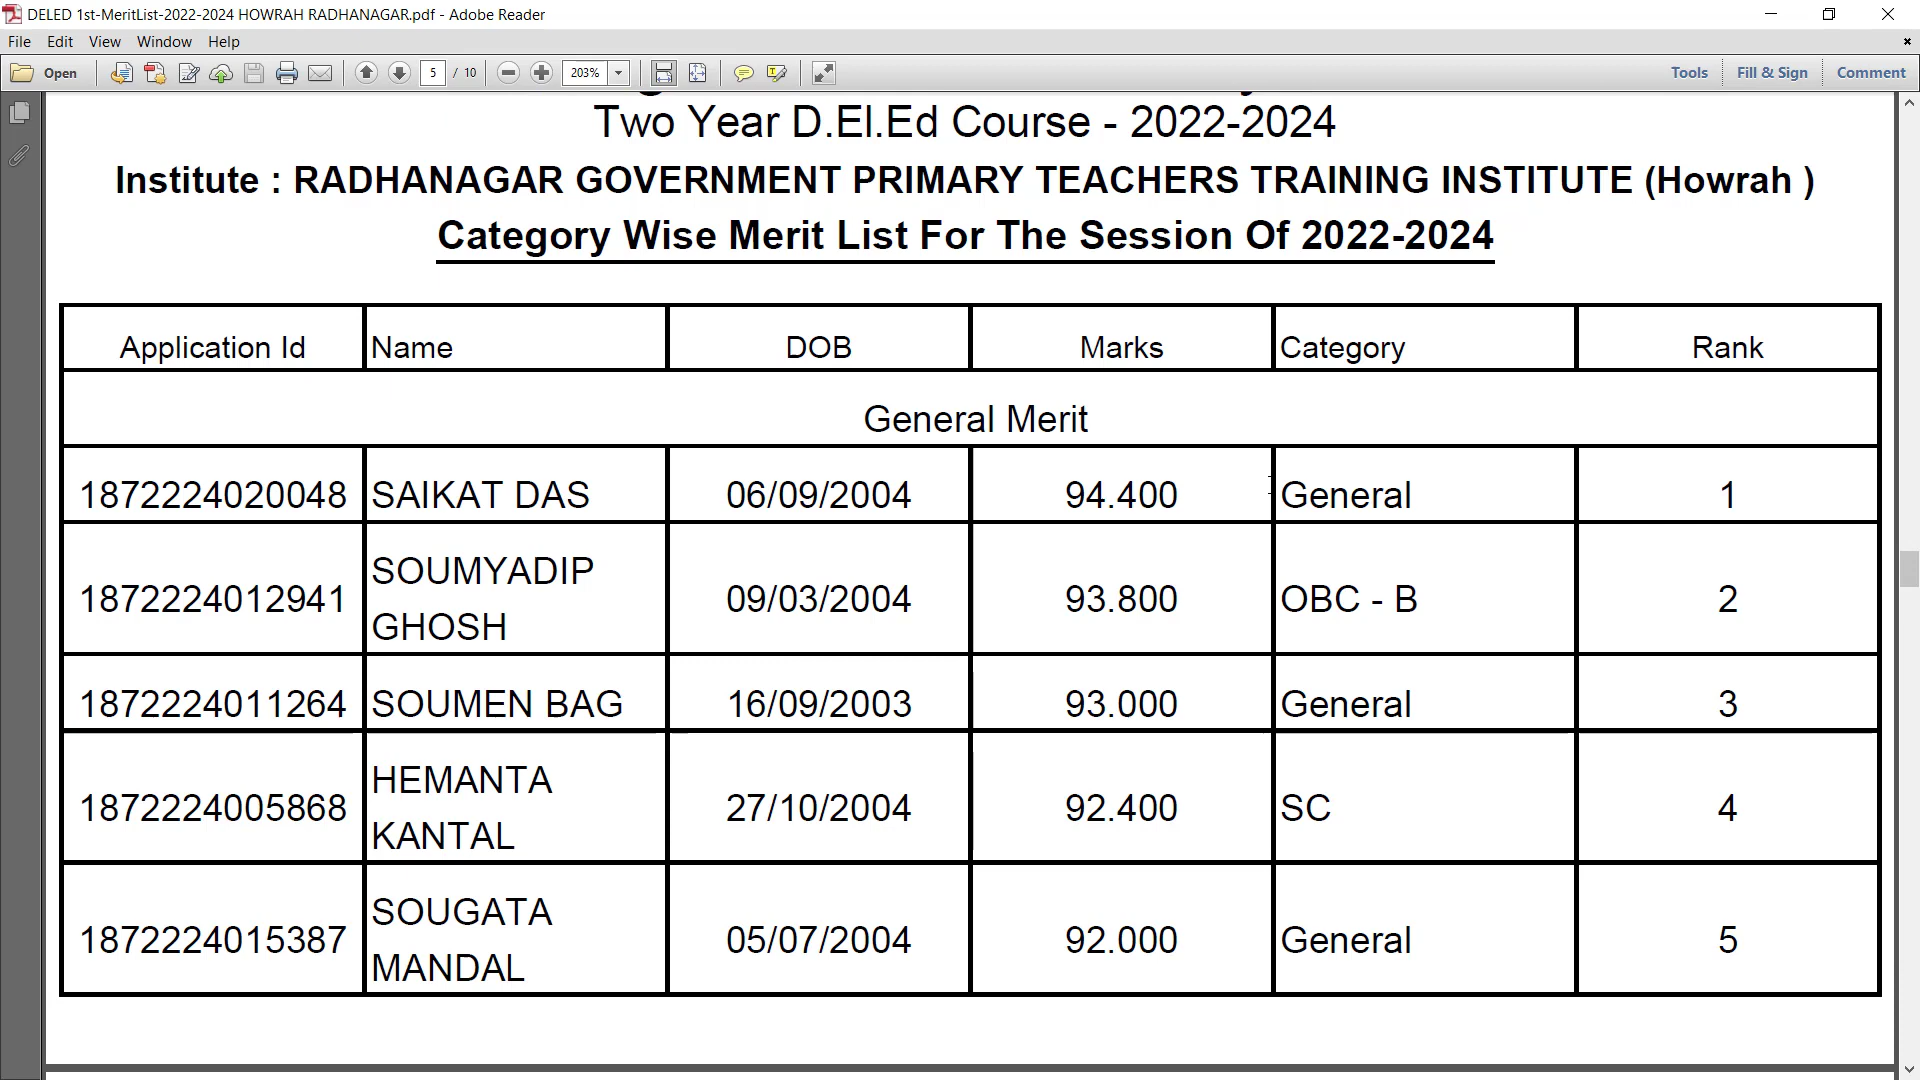 DELED 1st-MeritList-2022-2024 HOWRAH RADHANAGAR.pdf - Adobe Reader
File Edit View Window Help
Open 5 / 10 203% Tools Fill & Sign Comment
Two Year D.El.Ed Course - 2022-2024
Institute : RADHANAGAR GOVERNMENT PRIMARY TEACHERS TRAINING INSTITUTE (Howrah )
Category Wise Merit List For The Session Of 2022-2024
Application Id Name DOB Marks Category Rank
General Merit
1872224020048 SAIKAT DAS 06/09/2004 94.400 General 1
1872224012941 SOUMYADIP GHOSH 09/03/2004 93.800 OBC - B 2
1872224011264 SOUMEN BAG 16/09/2003 93.000 General 3
1872224005868 HEMANTA KANTAL 27/10/2004 92.400 SC 4
1872224015387 SOUGATA MANDAL 05/07/2004 92.000 General 5